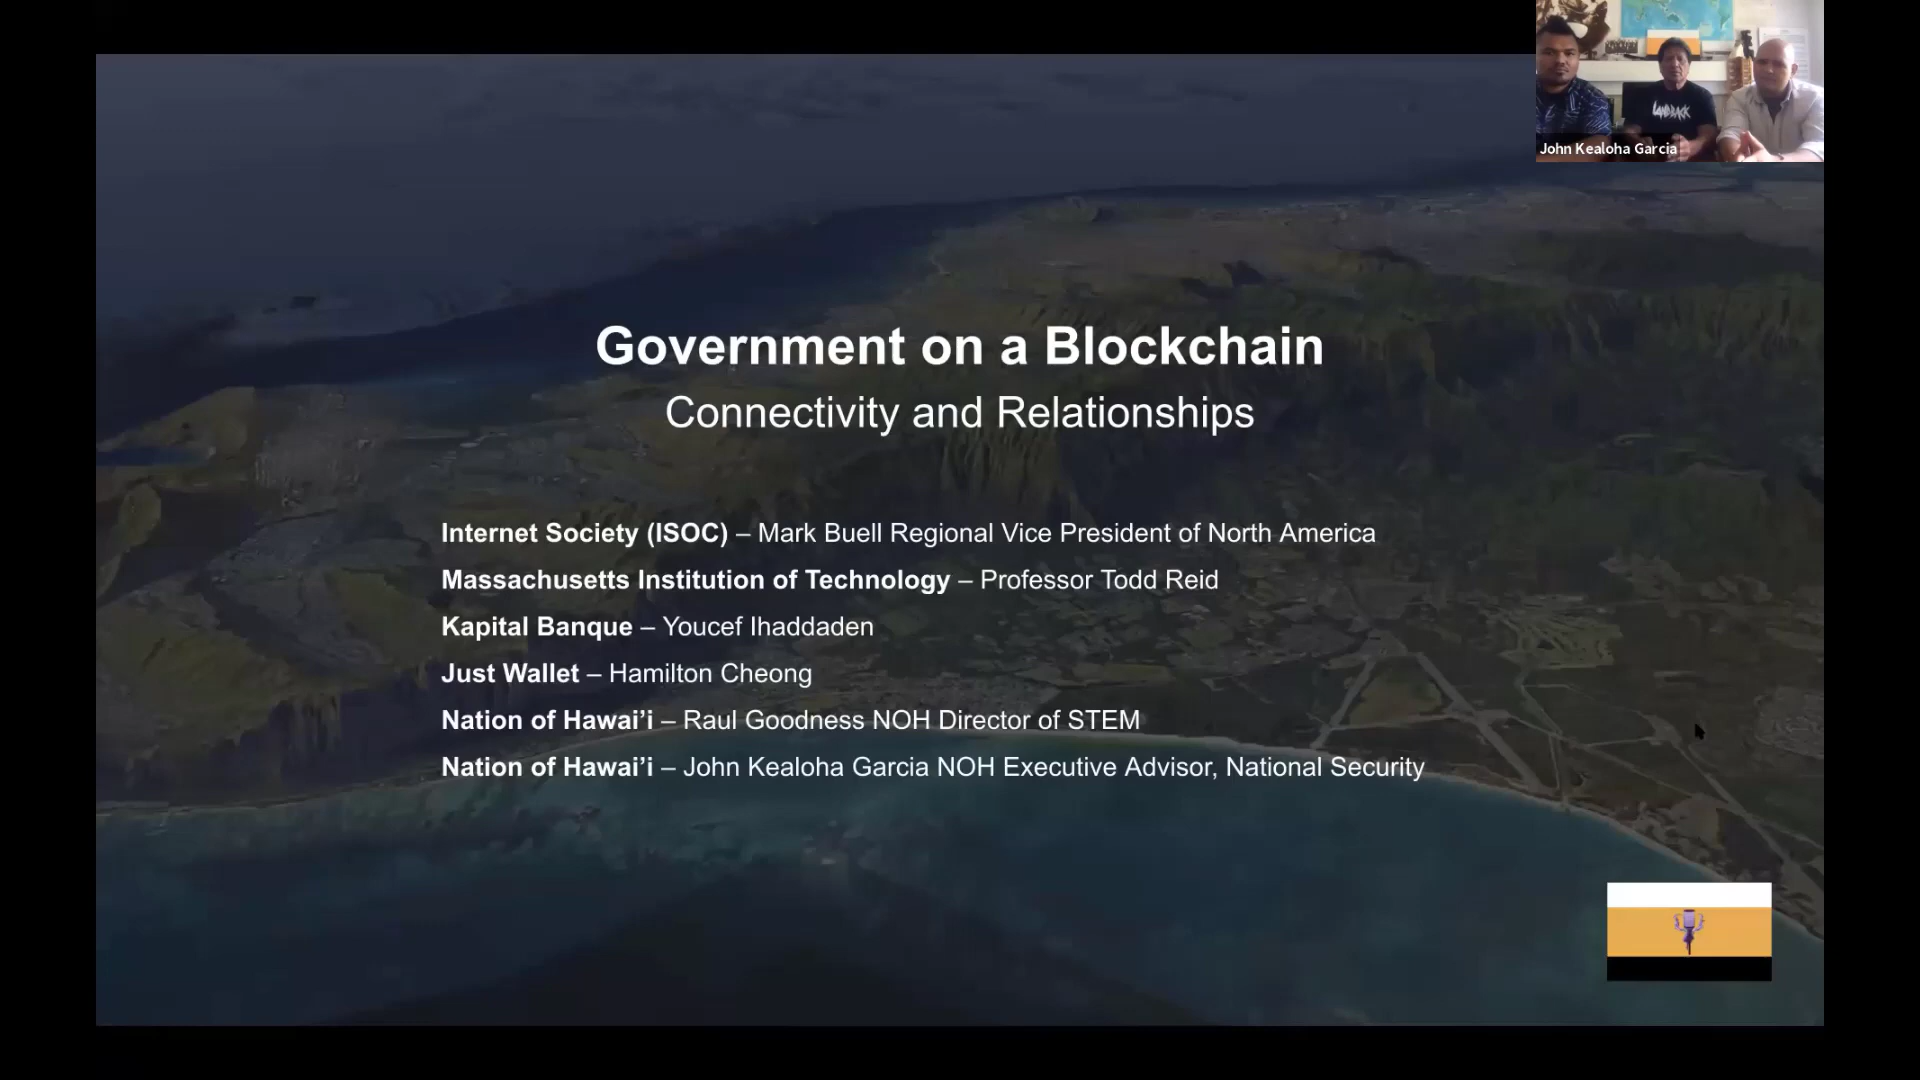 LANDBACK
John Kealoha Garcia
Government on a Blockchain
Connectivity and Relationships
Internet Society (ISOC) – Mark Buell Regional Vice President of North America
Massachusetts Institution of Technology – Professor Todd Reid
Kapital Banque – Youcef Ihaddaden
Just Wallet – Hamilton Cheong
Nation of Hawai’i – Raul Goodness NOH Director of STEM
Nation of Hawai’i – John Kealoha Garcia NOH Executive Advisor, National Security